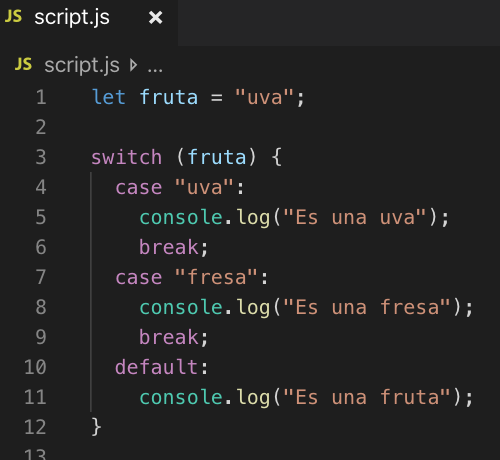 JS script.js ×
JS script.js > ...
1 let fruta = "uva";
2
3 switch (fruta) {
4   case "uva":
5     console.log("Es una uva");
6     break;
7   case "fresa":
8     console.log("Es una fresa");
9     break;
10   default:
11     console.log("Es una fruta");
12 }
13